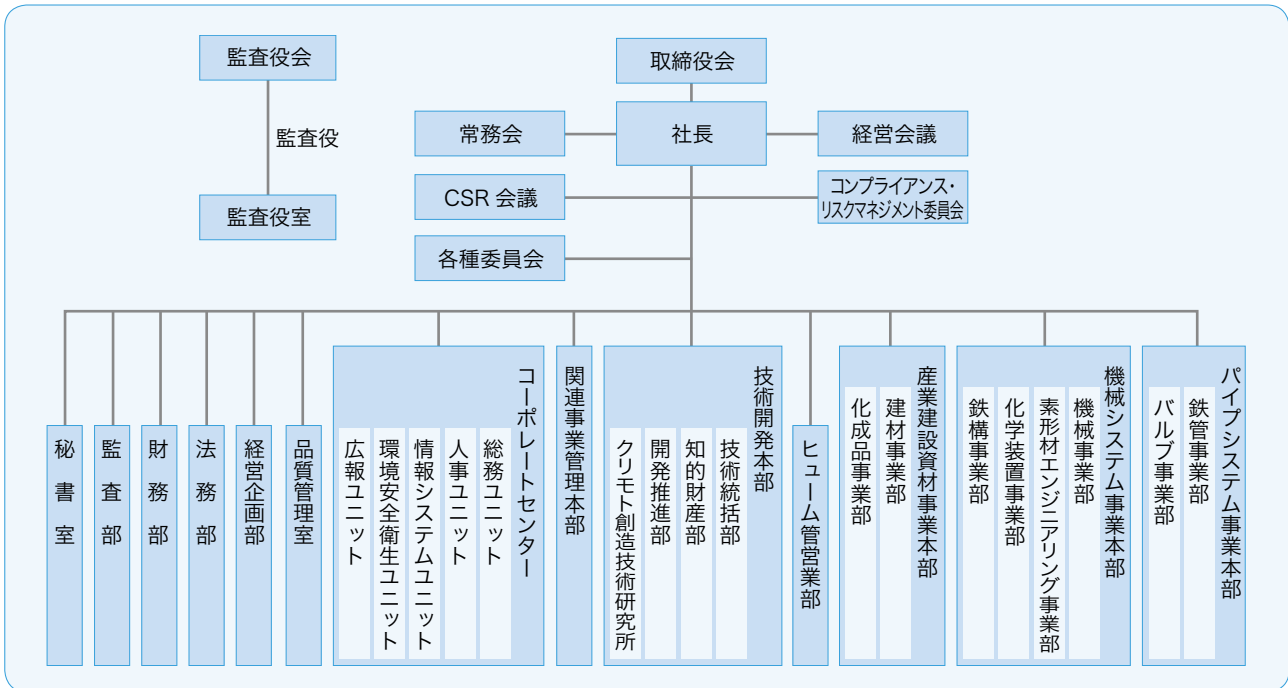 監査役会
監査役
監査役室
取締役会
社長
常務会
経営会議
CSR 会議
コンプライアンス・
リスクマネジメント委員会
各種委員会
秘書室
監査部
財務部
法務部
経営企画部
品質管理室
コーポレートセンター
総務ユニット
人事ユニット
情報システムユニット
環境安全衛生ユニット
広報ユニット
関連事業管理本部
技術開発本部
技術統括部
知的財産部
開発推進部
クリモト創造技術研究所
ヒューム管営業部
産業建設資材事業本部
建材事業部
化成品事業部
機械システム事業本部
機械事業部
素形材エンジニアリング事業部
化学装置事業部
鉄構事業部
パイプシステム事業本部
鉄管事業部
バルブ事業部